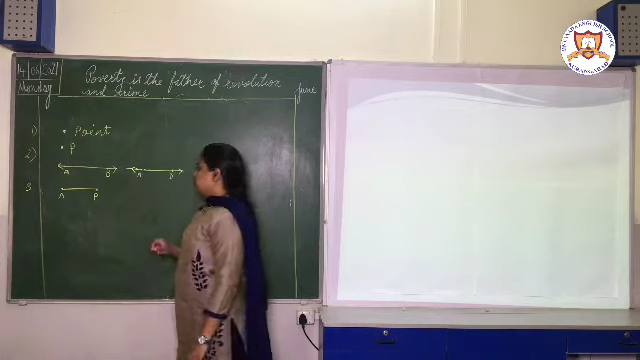 14 06 2021
Monday
Poverty is the father of revolution
and crime
June
1) • Point
2) • P
A B A
3 A P